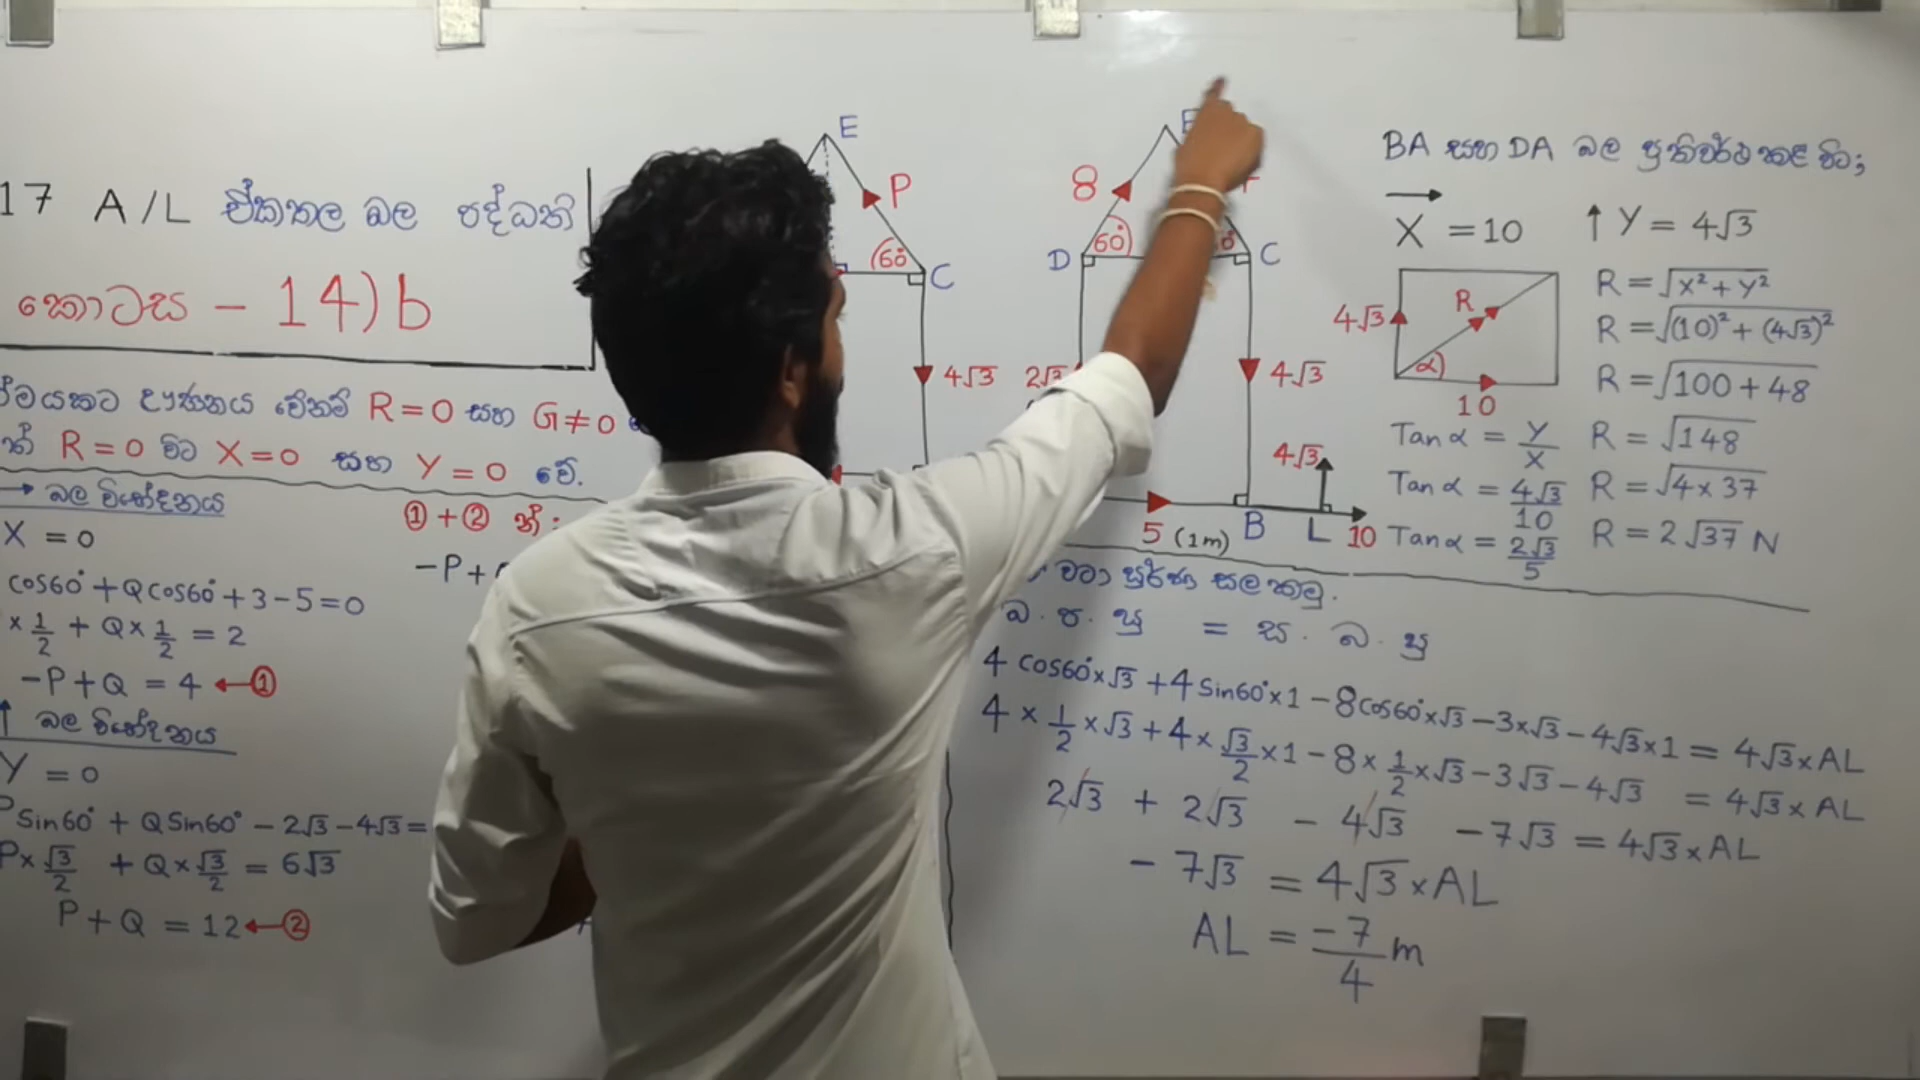 17 A/L ඒකතල බල පද්ධති
කොටස - 14)b
R = 0 සහ G ≠ 0
R = 0 විට X = 0 සහ Y = 0 වේ.
→ බල විභේදනය
X = 0
cos60° + Qcos60° + 3 - 5 = 0
× 1/2 + Q × 1/2 = 2
-P + Q = 4 ← ①
↑ බල විභේදනය
Y = 0
PSin60° + QSin60° - 2√3 - 4√3 =
P × √3/2 + Q × √3/2 = 6√3
P + Q = 12 ← ②
① + ② න් :
-P +
E
P
60°
C
4√3
8
60°
D
C
2√3
4√3
4√3
5 (1m) B L 10
BA සහ DA බල ප්‍රතිවර්ත කළ විට;
X = 10 ↑ Y = 4√3
4√3
R
α
10
R = √x² + y²
R = √(10)² + (4√3)²
R = √100 + 48
Tan α = Y/X R = √148
Tan α = 4√3/10 R = √4 × 37
Tan α = 2√3/5 R = 2√37 N
වටා ඝූර්ණ සලකමු.
= ස. බ. ඝූ
4 cos60° × √3 + 4 Sin60° × 1 - 8cos60° × √3 - 3 × √3 - 4√3 × 1 = 4√3 × AL
4 × 1/2 × √3 + 4 × √3/2 × 1 - 8 × 1/2 × √3 - 3√3 - 4√3 = 4√3 × AL
2√3 + 2√3 - 4√3 - 7√3 = 4√3 × AL
- 7√3 = 4√3 × AL
AL = -7/4 m